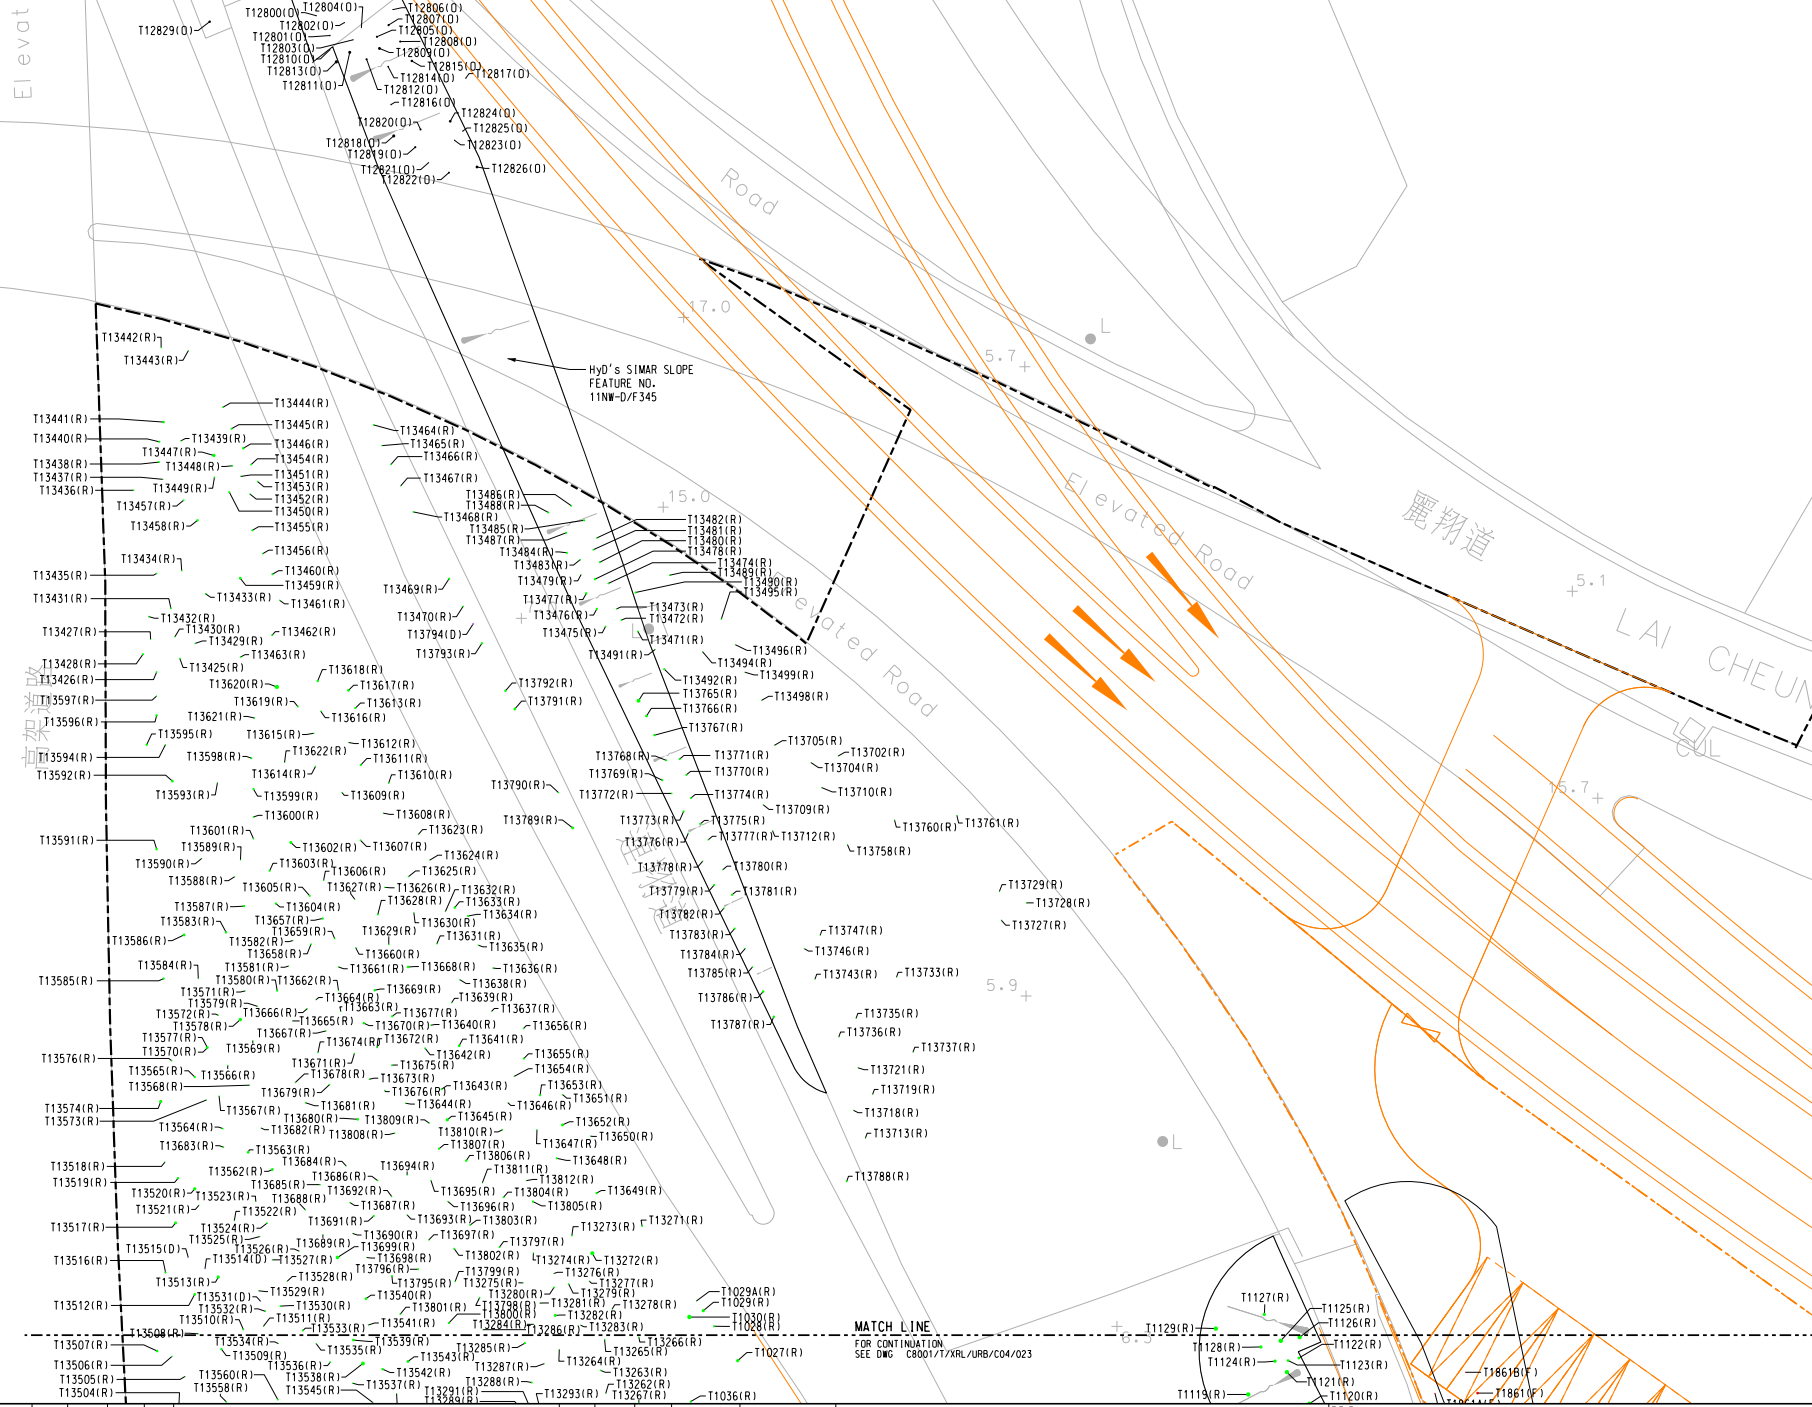 T12829(O)
T12800(O)
T12804(O)
T12802(O)
T12801(O)
T12803(O)
T12810(O)
T12813(O)
T12811(O)
T12806(O)
T12807(O)
T12805(O)
T12808(O)
T12809(O)
T12815(O)
T12817(O)
T12814(O)
T12812(O)
T12816(O)
T12820(O)
T12824(O)
T12825(O)
T12818(O)
T12819(O)
T12823(O)
T12821(O)
T12822(O)
T12826(O)
Road
17.0
5.7
L
HyD's SIMAR SLOPE
FEATURE NO.
11NW-D/F345
T13442(R)
T13443(R)
T13444(R)
T13441(R)
T13445(R)
T13440(R)
T13439(R)
T13446(R)
T13447(R)
T13454(R)
T13438(R)
T13448(R)
T13437(R)
T13451(R)
T13436(R)
T13449(R)
T13453(R)
T13452(R)
T13450(R)
T13457(R)
T13458(R)
T13455(R)
T13464(R)
T13465(R)
T13466(R)
T13467(R)
T13468(R)
T13486(R)
T13488(R)
T13485(R)
T13487(R)
15.0
T13482(R)
T13481(R)
T13480(R)
T13478(R)
T13474(R)
T13489(R)
T13490(R)
T13495(R)
Elevated Road
麗翔道
5.1
LAI CHEUN
T13434(R)
T13456(R)
T13435(R)
T13460(R)
T13459(R)
T13431(R)
T13433(R)
T13461(R)
T13484(R)
T13483(R)
T13479(R)
T13477(R)
T13476(R)
T13475(R)
T13469(R)
T13470(R)
T13794(D)
T13793(R)
T13473(R)
T13472(R)
T13471(R)
T13491(R)
T13496(R)
T13494(R)
T13499(R)
T13498(R)
T13492(R)
T13765(R)
T13766(R)
T13767(R)
Elevated Road
T13432(R)
T13427(R)
T13430(R)
T13429(R)
T13462(R)
T13463(R)
T13428(R)
T13425(R)
T13426(R)
T13618(R)
T13620(R)
T13617(R)
T13597(R)
T13619(R)
T13613(R)
T13596(R)
T13621(R)
T13616(R)
T13595(R)
T13615(R)
T13612(R)
T13594(R)
T13598(R)
T13622(R)
T13611(R)
T13592(R)
T13614(R)
T13610(R)
T13593(R)
T13599(R)
T13609(R)
T13792(R)
T13791(R)
T13790(R)
T13789(R)
高架道路
T13768(R)
T13769(R)
T13772(R)
T13771(R)
T13770(R)
T13774(R)
T13705(R)
T13702(R)
T13704(R)
T13710(R)
T13709(R)
T13773(R)
T13775(R)
T13776(R)
T13777(R)
T13712(R)
T13760(R)
T13761(R)
T13758(R)
CUL
15.7
T13600(R)
T13608(R)
T13601(R)
T13623(R)
T13591(R)
T13589(R)
T13602(R)
T13607(R)
T13590(R)
T13603(R)
T13624(R)
T13588(R)
T13606(R)
T13625(R)
T13605(R)
T13627(R)
T13626(R)
T13632(R)
T13587(R)
T13604(R)
T13628(R)
T13633(R)
T13583(R)
T13657(R)
T13634(R)
T13586(R)
T13582(R)
T13659(R)
T13629(R)
T13630(R)
T13631(R)
T13658(R)
T13660(R)
T13635(R)
T13584(R)
T13581(R)
T13661(R)
T13668(R)
T13636(R)
T13585(R)
T13580(R)
T13662(R)
T13571(R)
T13669(R)
T13638(R)
T13579(R)
T13664(R)
T13639(R)
T13572(R)
T13666(R)
T13663(R)
T13637(R)
T13578(R)
T13665(R)
T13677(R)
T13577(R)
T13667(R)
T13670(R)
T13640(R)
T13656(R)
T13778(R)
T13780(R)
T13779(R)
T13781(R)
T13782(R)
T13783(R)
T13784(R)
T13785(R)
T13786(R)
T13787(R)
T13729(R)
T13728(R)
T13727(R)
T13747(R)
T13746(R)
T13743(R)
T13733(R)
5.9
T13735(R)
T13736(R)
T13737(R)
T13721(R)
T13719(R)
T13718(R)
T13713(R)
T13788(R)
L
T13570(R)
T13569(R)
T13674(R)
T13672(R)
T13641(R)
T13576(R)
T13671(R)
T13642(R)
T13655(R)
T13565(R)
T13566(R)
T13678(R)
T13675(R)
T13654(R)
T13568(R)
T13679(R)
T13673(R)
T13643(R)
T13653(R)
T13676(R)
T13651(R)
T13574(R)
T13567(R)
T13681(R)
T13644(R)
T13646(R)
T13573(R)
T13680(R)
T13809(R)
T13645(R)
T13652(R)
T13564(R)
T13682(R)
T13808(R)
T13810(R)
T13650(R)
T13683(R)
T13563(R)
T13807(R)
T13647(R)
T13518(R)
T13684(R)
T13694(R)
T13806(R)
T13648(R)
T13519(R)
T13562(R)
T13686(R)
T13811(R)
T13685(R)
T13812(R)
T13520(R)
T13523(R)
T13688(R)
T13692(R)
T13695(R)
T13804(R)
T13649(R)
T13521(R)
T13522(R)
T13687(R)
T13696(R)
T13805(R)
T13517(R)
T13524(R)
T13691(R)
T13693(R)
T13803(R)
T13273(R)
T13271(R)
T13525(R)
T13689(R)
T13690(R)
T13697(R)
T13797(R)
T13515(D)
T13526(R)
T13699(R)
T13802(R)
T13516(R)
T13514(D)
T13527(R)
T13698(R)
T13274(R)
T13272(R)
T13796(R)
T13799(R)
T13276(R)
T13513(R)
T13528(R)
T13795(R)
T13275(R)
T13277(R)
T13529(R)
T13540(R)
T13280(R)
T13279(R)
T13512(R)
T13531(D)
T13530(R)
T13801(R)
T13798(R)
T13281(R)
T13278(R)
T13532(R)
T13800(R)
T13282(R)
T13510(R)
T13511(R)
T13541(R)
T13284(R)
T13283(R)
T13508(R)
T13533(R)
T13286(R)
T1029A(R)
T1029(R)
T1030(R)
T1028(R)
T1027(R)
T1036(R)
MATCH LINE
FOR CONTINUATION
SEE DWG C8001/T/XRL/URB/C04/023
6.3
T1127(R)
T1129(R)
T1125(R)
T1126(R)
T1128(R)
T1122(R)
T1124(R)
T1123(R)
T1121(R)
T1119(R)
T1120(R)
T1861B(F)
T1861(F)
T13507(R)
T13534(R)
T13539(R)
T13285(R)
T13266(R)
T13506(R)
T13509(R)
T13535(R)
T13543(R)
T13265(R)
T13505(R)
T13536(R)
T13287(R)
T13264(R)
T13504(R)
T13560(R)
T13538(R)
T13542(R)
T13288(R)
T13263(R)
T13558(R)
T13545(R)
T13537(R)
T13291(R)
T13262(R)
T13293(R)
T13267(R)
T13289(R)